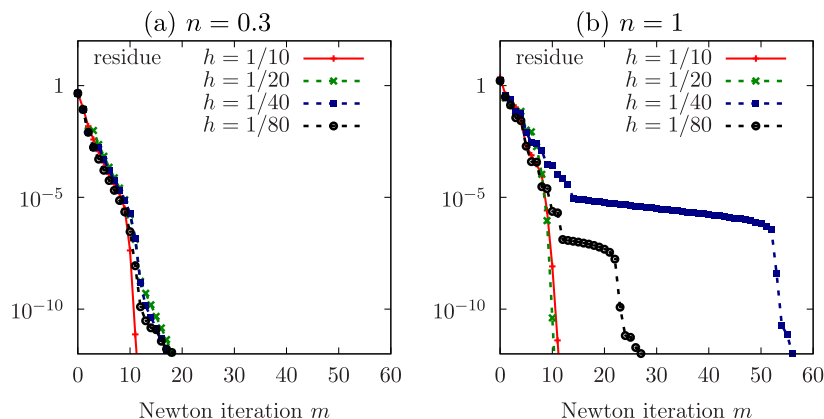 (a) n = 0.3
residue
h = 1/10
h = 1/20
h = 1/40
h = 1/80
1
10^{-5}
10^{-10}
0 10 20 30 40 50 60
Newton iteration m
(b) n = 1
residue
h = 1/10
h = 1/20
h = 1/40
h = 1/80
1
10^{-5}
10^{-10}
0 10 20 30 40 50 60
Newton iteration m